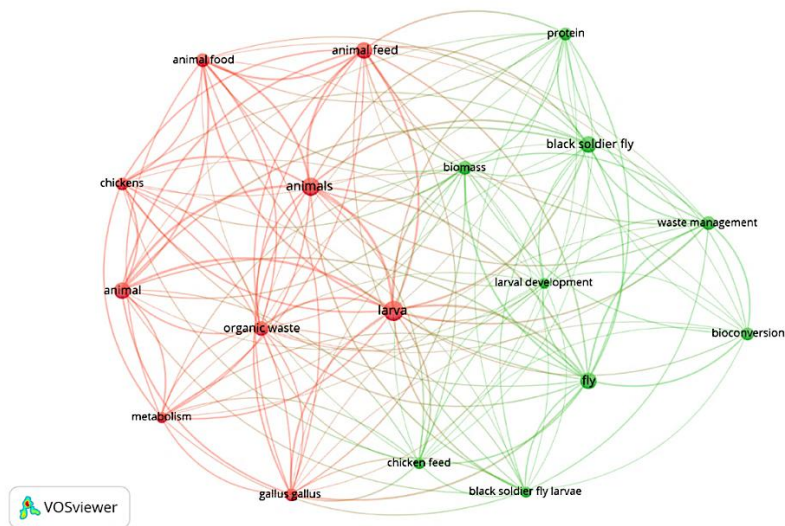 protein
animal feed
animal food
black soldier fly
biomass
chickens
animals
waste management
larval development
animal
larva
organic waste
bioconversion
fly
metabolism
chicken feed
black soldier fly larvae
gallus gallus
VOSviewer